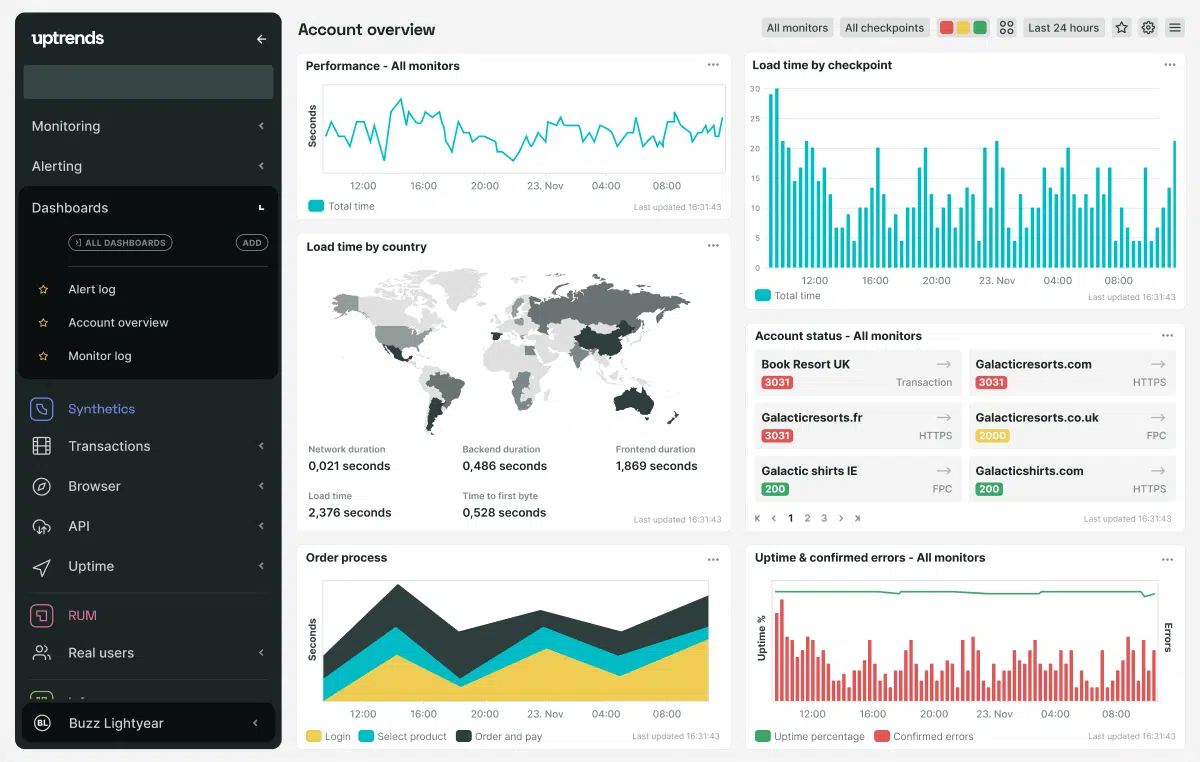 uptrends
Monitoring
Alerting
Dashboards
ALL DASHBOARDS
ADD
Alert log
Account overview
Monitor log
Synthetics
Transactions
Browser
API
Uptime
RUM
Real users
BL
Buzz Lightyear
Account overview
All monitors
All checkpoints
Last 24 hours
Performance - All monitors
Seconds
12:00 16:00 20:00 23. Nov 04:00 08:00
Total time
Last updated 16:31:43
Load time by checkpoint
30
25
20
15
10
5
0
12:00 16:00 20:00 23. Nov 04:00 08:00
Total time
Last updated 16:31:43
Load time by country
Network duration Backend duration Frontend duration
0,021 seconds 0,486 seconds 1,869 seconds
Load time Time to first byte
2,376 seconds 0,528 seconds
Last updated 16:31:43
Account status - All monitors
Book Resort UK
3031 Transaction
Galacticresorts.com
3031 HTTPS
Galacticresorts.fr
3031 HTTPS
Galacticresorts.co.uk
2000 FPC
Galactic shirts IE
200 FPC
Galacticshirts.com
200 HTTPS
1 2 3
Last updated 16:31:43
Order process
Seconds
12:00 16:00 20:00 23. Nov 04:00 08:00
Login Select product Order and pay
Last updated 16:31:43
Uptime & confirmed errors - All monitors
Uptime %
Errors
12:00 16:00 20:00 23. Nov 04:00 08:00
Uptime percentage Confirmed errors
Last updated 16:31:43